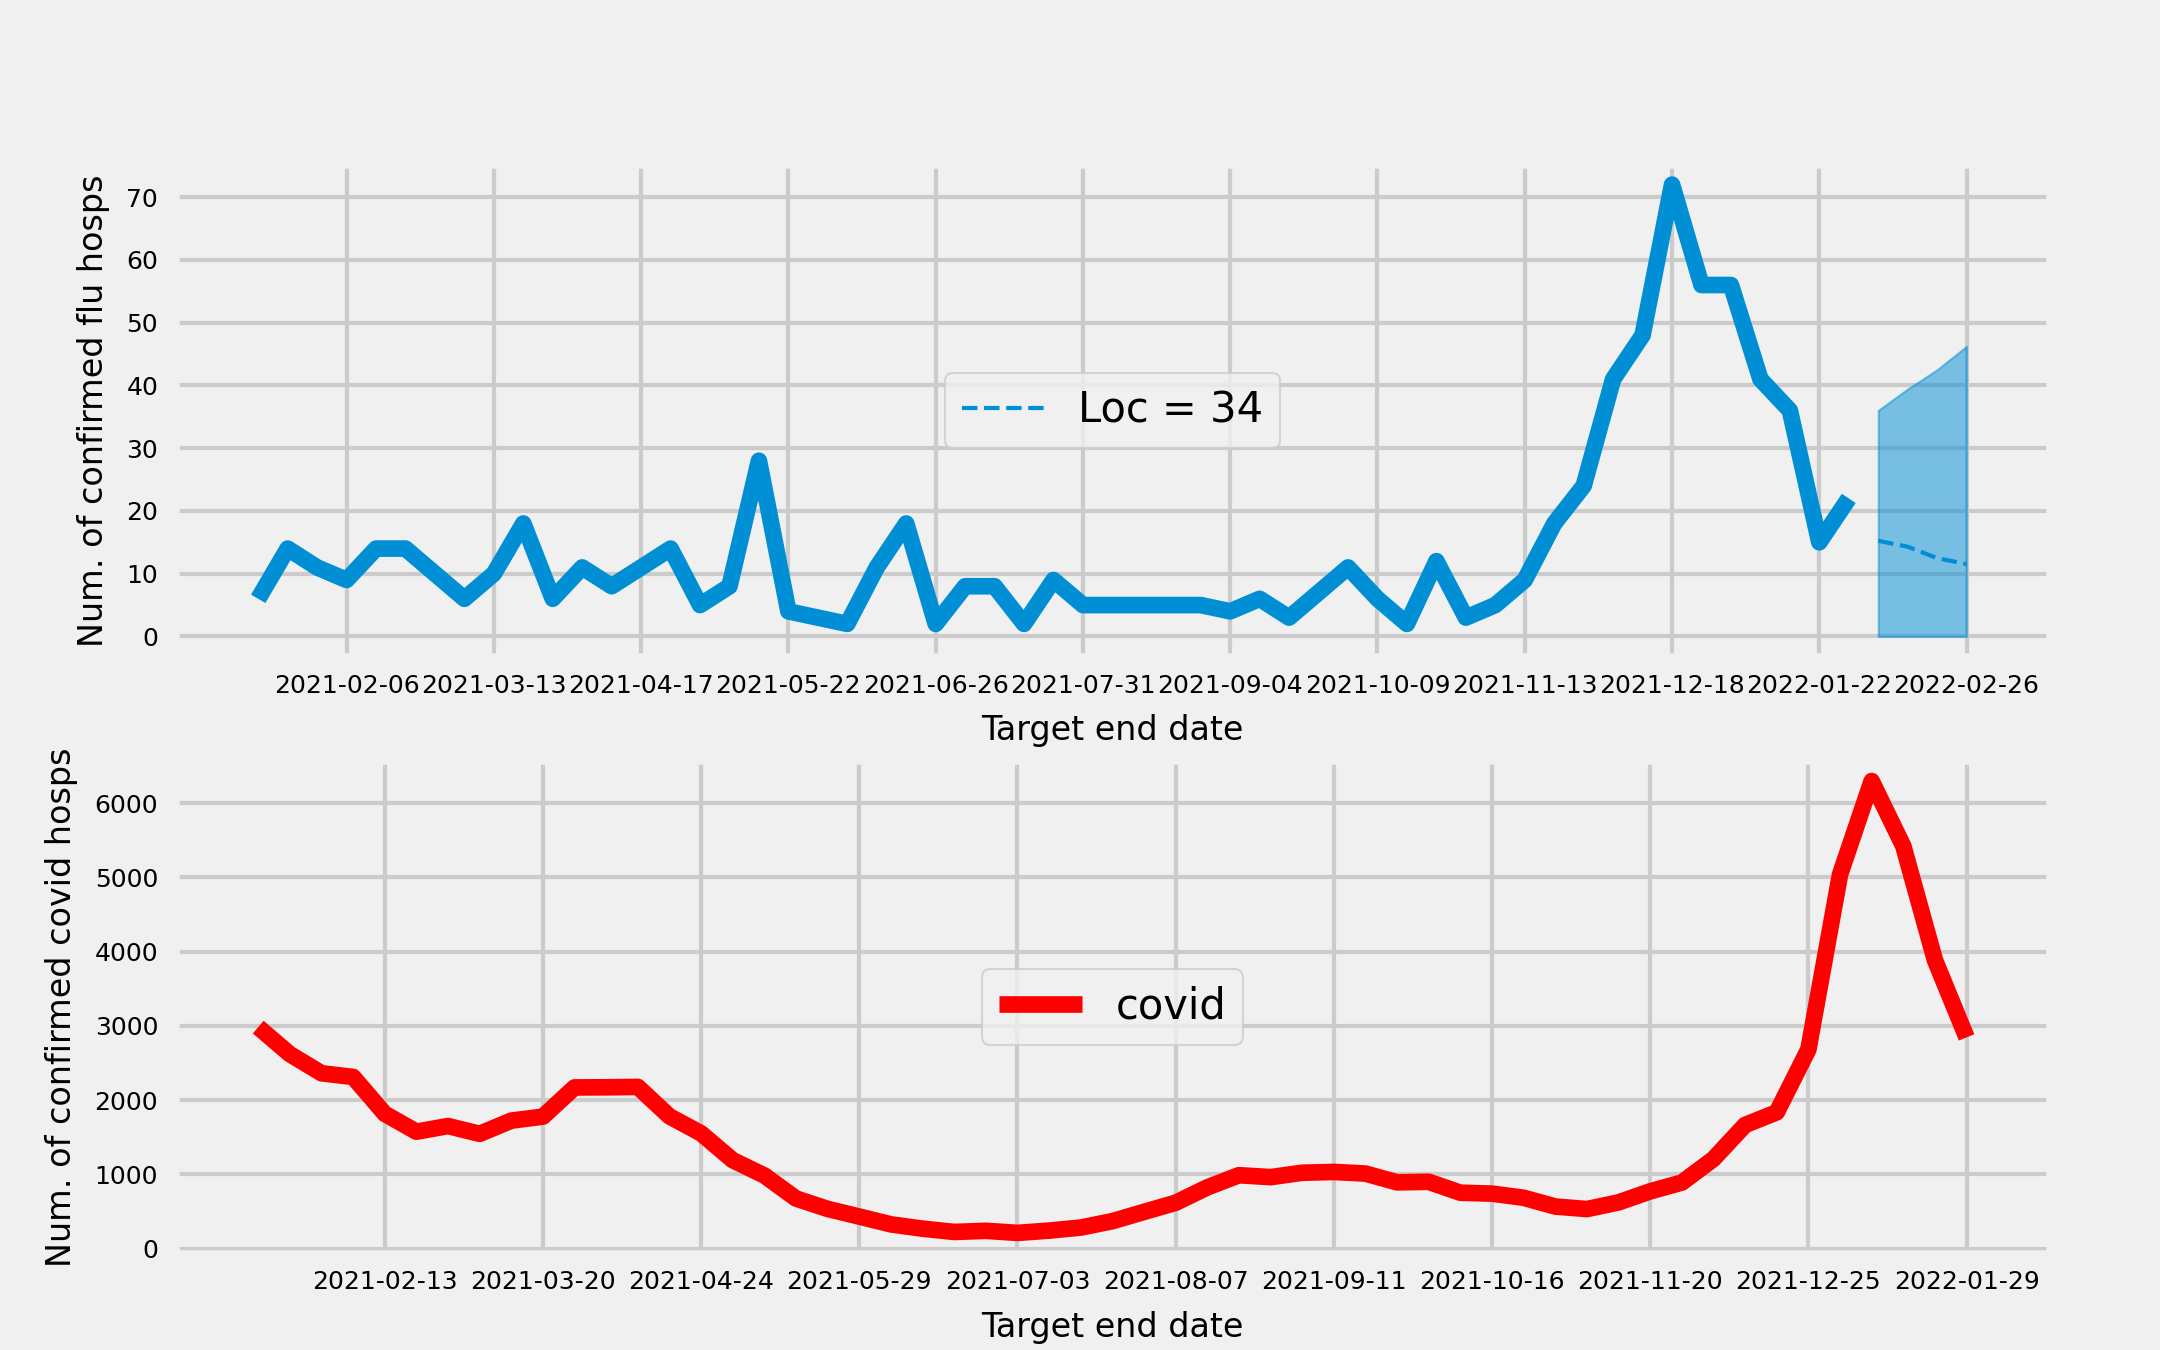 Num. of confirmed flu hosps
70
60
50
40
30
20
10
0
Loc = 34
2021-02-06 2021-03-13 2021-04-17 2021-05-22 2021-06-26 2021-07-31 2021-09-04 2021-10-09 2021-11-13 2021-12-18 2022-01-22 2022-02-26
Target end date
Num. of confirmed covid hosps
6000
5000
4000
3000
2000
1000
0
covid
2021-02-13 2021-03-20 2021-04-24 2021-05-29 2021-07-03 2021-08-07 2021-09-11 2021-10-16 2021-11-20 2021-12-25 2022-01-29
Target end date